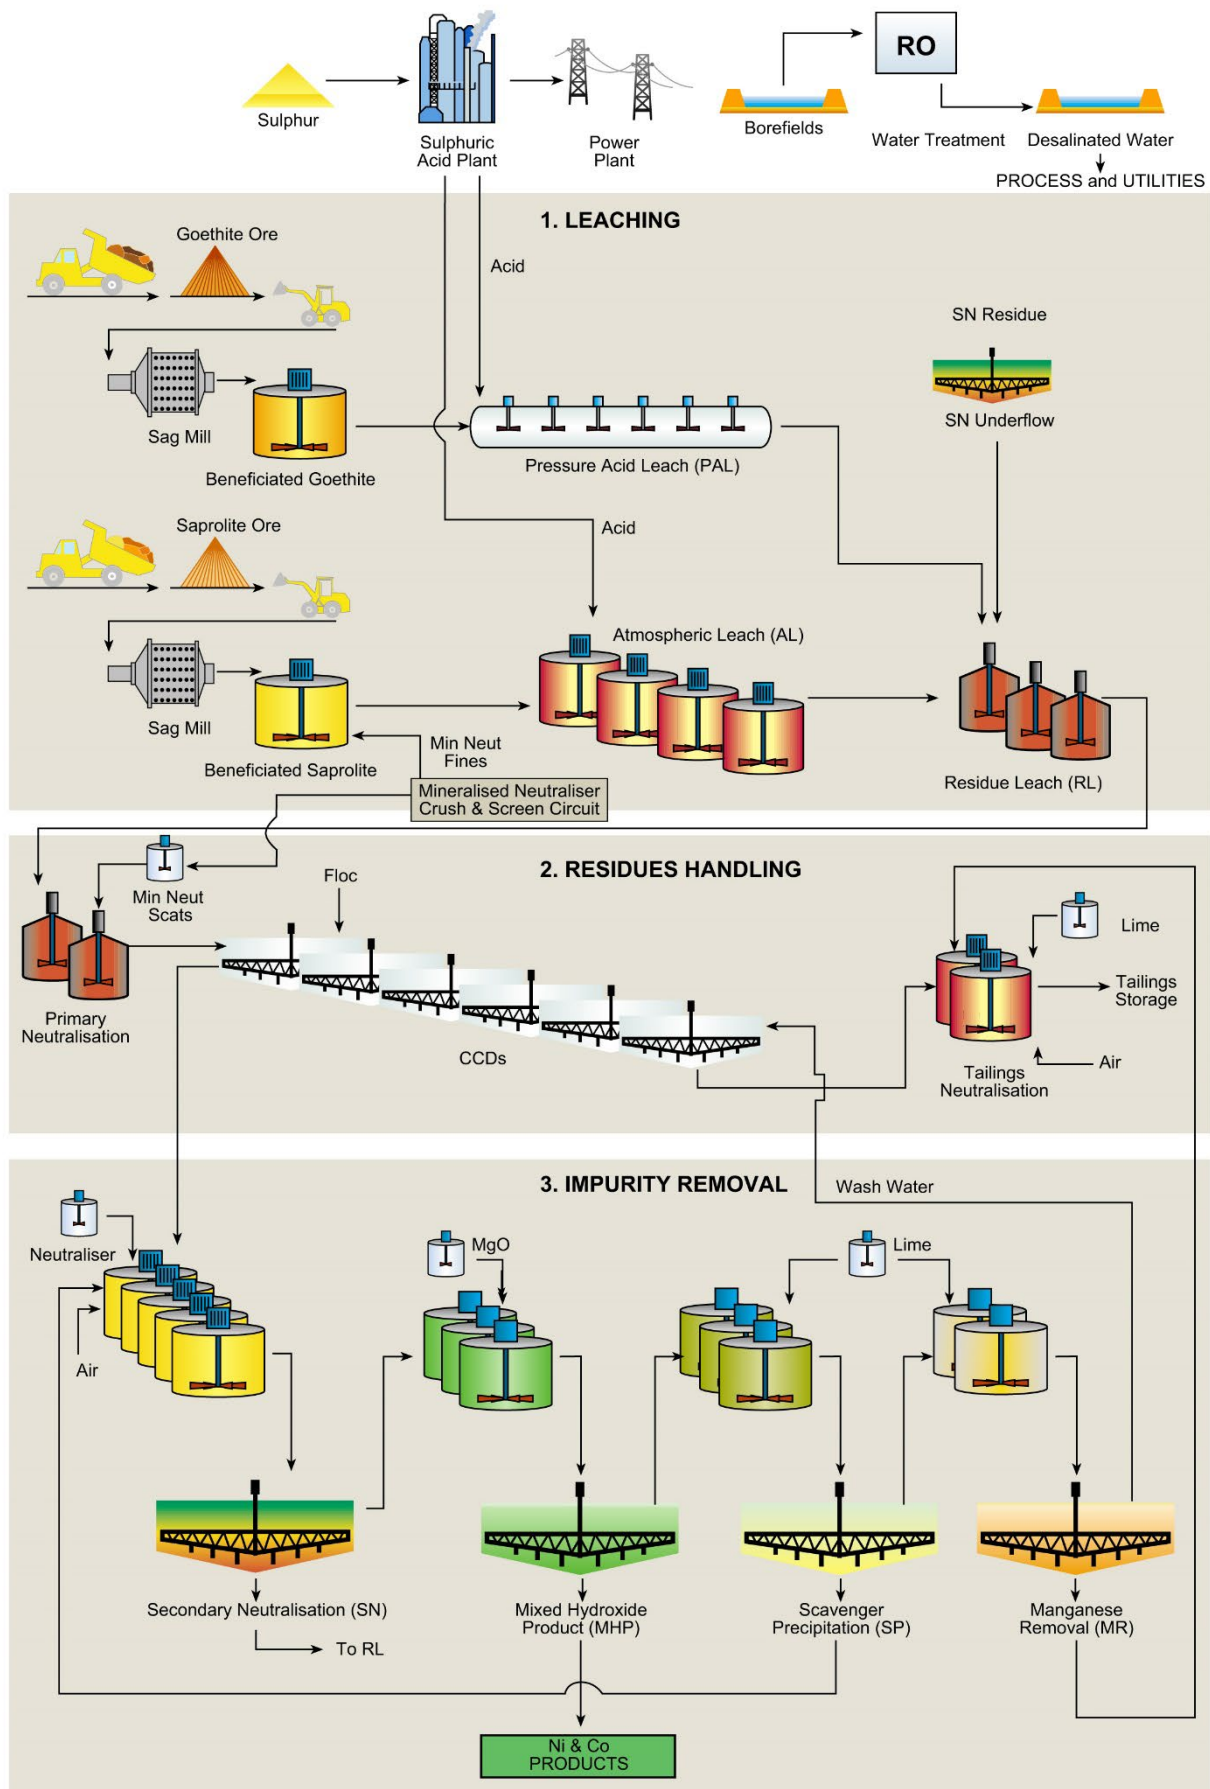 RO
Sulphur
Sulphuric
Acid Plant
Power
Plant
Borefields
Water Treatment
Desalinated Water
PROCESS and UTILITIES
1. LEACHING
Goethite Ore
Acid
SN Residue
Sag Mill
Beneficiated Goethite
Pressure Acid Leach (PAL)
SN Underflow
Saprolite Ore
Acid
Atmospheric Leach (AL)
Sag Mill
Beneficiated Saprolite
Min Neut
Fines
Residue Leach (RL)
Mineralised Neutraliser
Crush & Screen Circuit
2. RESIDUES HANDLING
Min Neut
Scats
Floc
Lime
Tailings
Storage
Primary
Neutralisation
CCDs
Air
Tailings
Neutralisation
3. IMPURITY REMOVAL
Wash Water
Neutraliser
MgO
Lime
Air
Secondary Neutralisation (SN)
To RL
Mixed Hydroxide
Product (MHP)
Scavenger
Precipitation (SP)
Manganese
Removal (MR)
Ni & Co
PRODUCTS